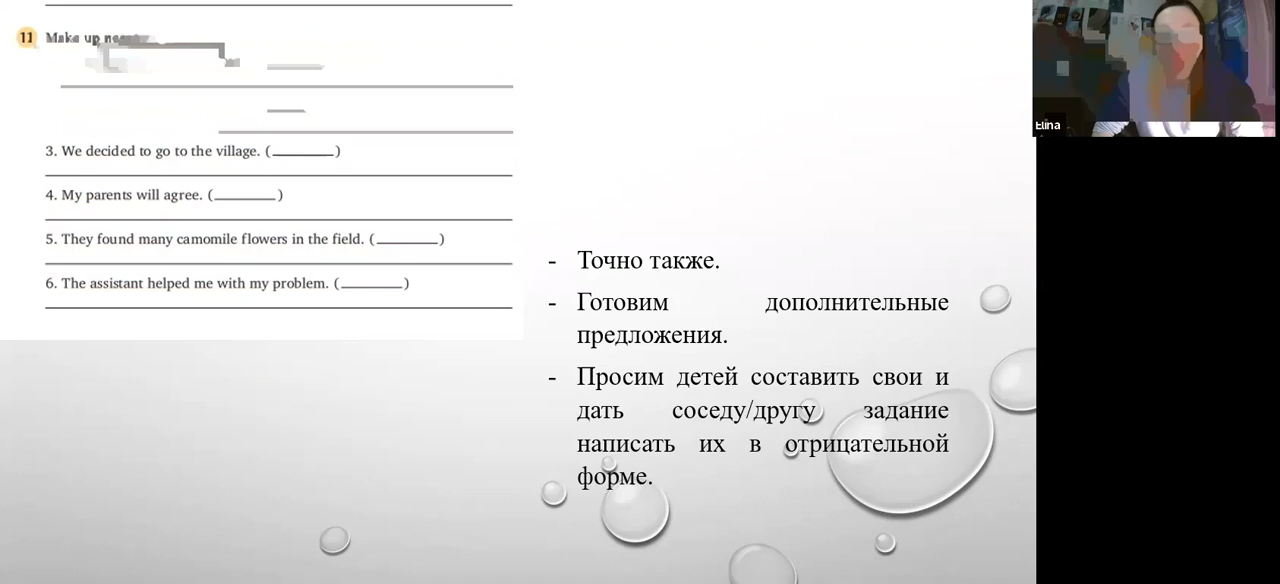 11 Make up
3. We decided to go to the village. (________)
4. My parents will agree. (________)
5. They found many camomile flowers in the field. (________)
6. The assistant helped me with my problem. (________)
- Точно также.
- Готовим дополнительные
предложения.
- Просим детей составить свои и
дать соседу/другу задание
написать их в отрицательной
форме.
Elina